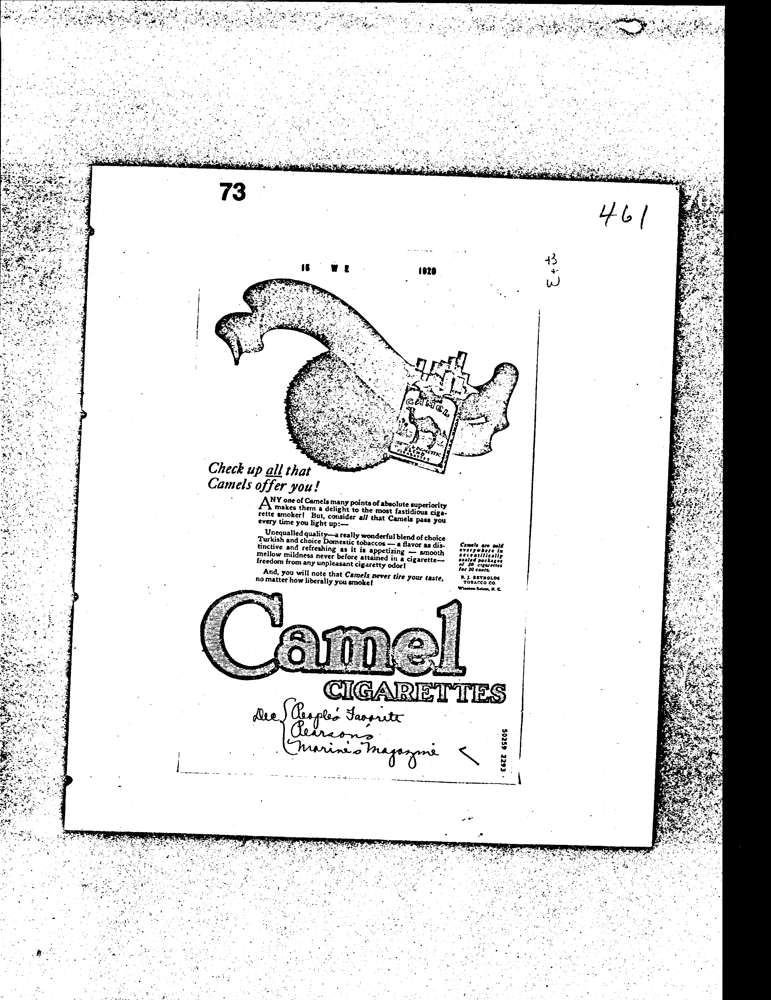 73
461
B + W
15 W E 1920
CAMEL
Check up all that
Camels offer you!
ANY one of Camels many points of absolute superiority
makes them a delight to the most fastidious ciga-
rette smoker! But, consider all that Camels pass you
every time you light up:—
Unequalled quality—a really wonderful blend of choice
Turkish and choice Domestic tobaccos — a flavor as dis-
tinctive and refreshing as it is appetizing — smooth
mellow mildness never before attained in a cigarette—
freedom from any unpleasant cigaretty odor!
And, you will note that Camels never tire your taste,
no matter how liberally you smoke!
Camels are sold
everywhere in
scientifically
sealed packages
of 20 cigarettes
for 20 cents.
R. J. REYNOLDS
TOBACCO CO.
Winston-Salem, N. C.
Camel
CIGARETTES
Dec { People's Favorite
Pearsons
Marine's Magazine
50259 2293